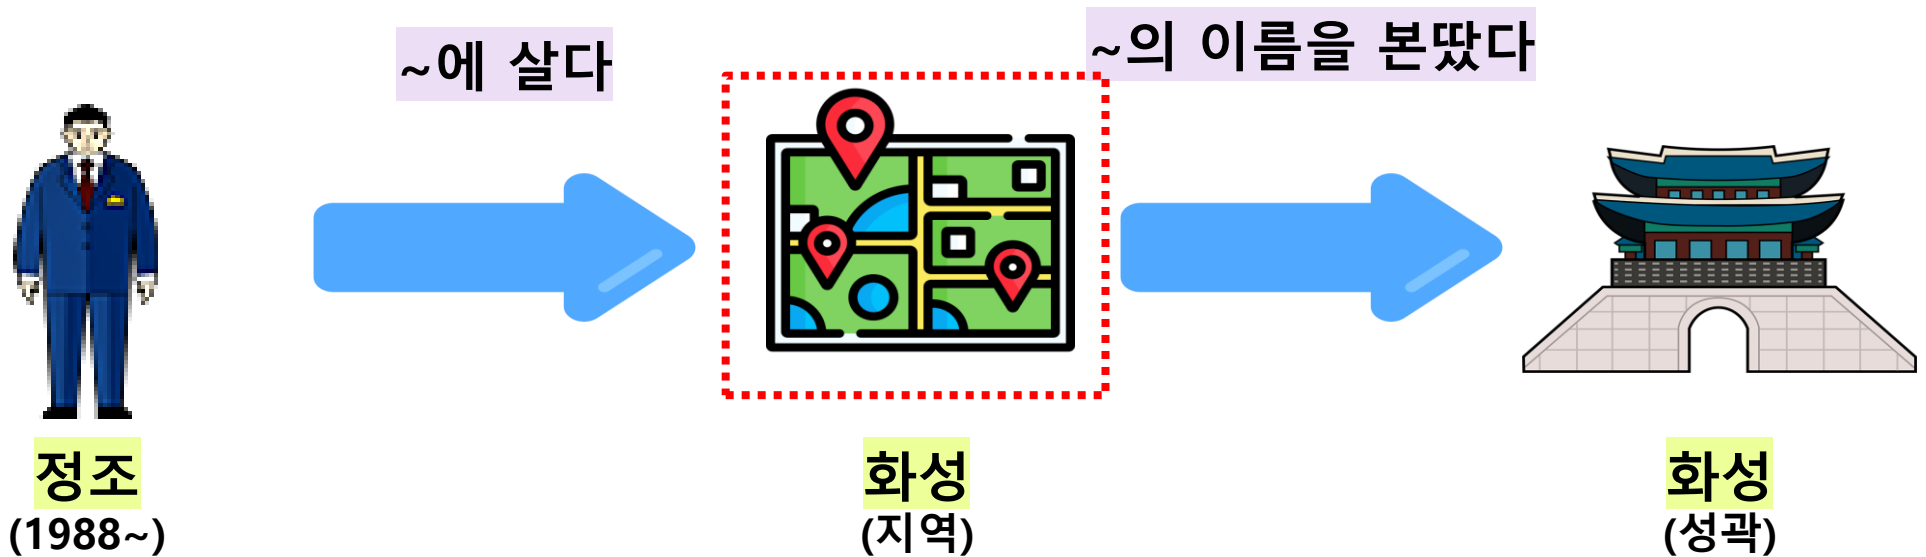 ~에 살다
~의 이름을 본땄다
정조
(1988~)
화성
(지역)
화성
(성곽)